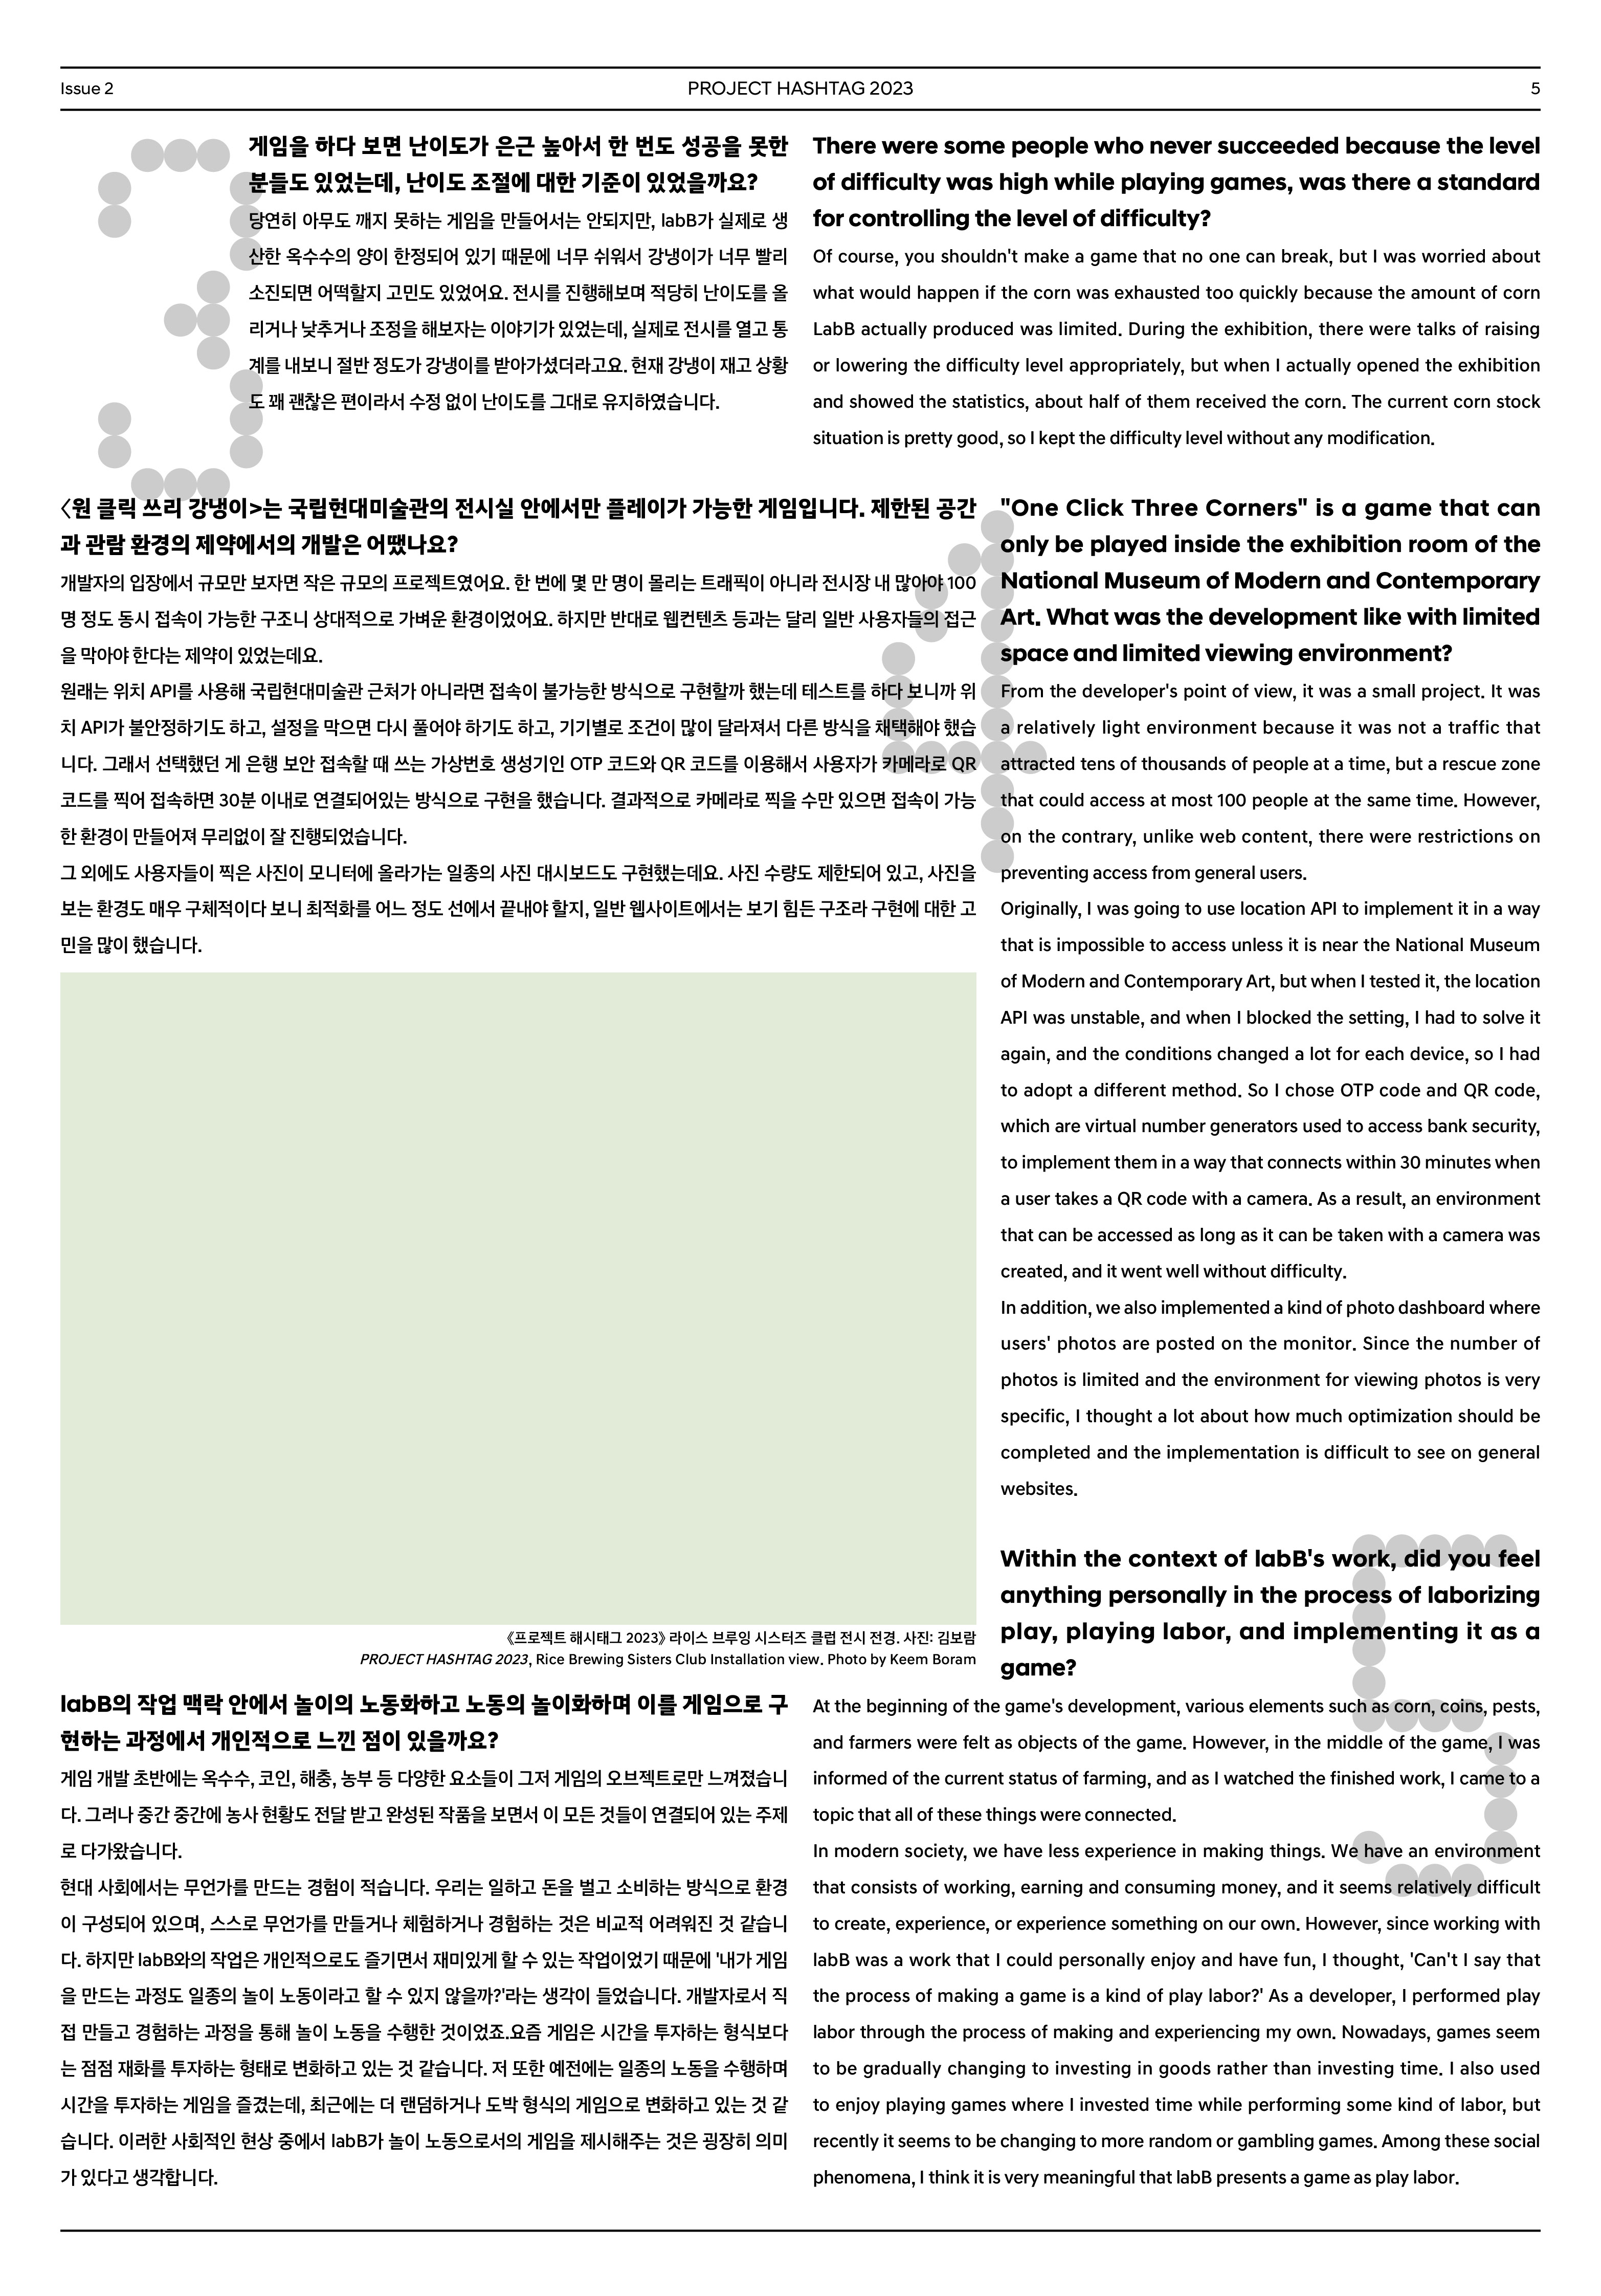 Issue 2
PROJECT HASHTAG 2023
5
3
게임을 하다 보면 난이도가 은근 높아서 한 번도 성공을 못한
분들도 있었는데, 난이도 조절에 대한 기준이 있었을까요?
당연히 아무도 깨지 못하는 게임을 만들어서는 안되지만, labB가 실제로 생
산한 옥수수의 양이 한정되어 있기 때문에 너무 쉬워서 강냉이가 너무 빨리
소진되면 어떡할지 고민도 있었어요. 전시를 진행해보며 적당히 난이도를 올
리거나 낮추거나 조정을 해보자는 이야기가 있었는데, 실제로 전시를 열고 통
계를 내보니 절반 정도가 강냉이를 받아가셨더라고요. 현재 강냉이 재고 상황
도 꽤 괜찮은 편이라서 수정 없이 난이도를 그대로 유지하였습니다.
There were some people who never succeeded because the level
of difficulty was high while playing games, was there a standard
for controlling the level of difficulty?
Of course, you shouldn't make a game that no one can break, but I was worried about
what would happen if the corn was exhausted too quickly because the amount of corn
LabB actually produced was limited. During the exhibition, there were talks of raising
or lowering the difficulty level appropriately, but when I actually opened the exhibition
and showed the statistics, about half of them received the corn. The current corn stock
situation is pretty good, so I kept the difficulty level without any modification.
4
〈원 클릭 쓰리 강냉이>는 국립현대미술관의 전시실 안에서만 플레이가 가능한 게임입니다. 제한된 공간
과 관람 환경의 제약에서의 개발은 어땠나요?
개발자의 입장에서 규모만 보자면 작은 규모의 프로젝트였어요. 한 번에 몇 만 명이 몰리는 트래픽이 아니라 전시장 내 많아야 100
명 정도 동시 접속이 가능한 구조니 상대적으로 가벼운 환경이었어요. 하지만 반대로 웹컨텐츠 등과는 달리 일반 사용자들의 접근
을 막아야 한다는 제약이 있었는데요.
원래는 위치 API를 사용해 국립현대미술관 근처가 아니라면 접속이 불가능한 방식으로 구현할까 했는데 테스트를 하다 보니까 위
치 API가 불안정하기도 하고, 설정을 막으면 다시 풀어야 하기도 하고, 기기별로 조건이 많이 달라져서 다른 방식을 채택해야 했습
니다. 그래서 선택했던 게 은행 보안 접속할 때 쓰는 가상번호 생성기인 OTP 코드와 QR 코드를 이용해서 사용자가 카메라로 QR
코드를 찍어 접속하면 30분 이내로 연결되어있는 방식으로 구현을 했습니다. 결과적으로 카메라로 찍을 수만 있으면 접속이 가능
한 환경이 만들어져 무리없이 잘 진행되었습니다.
그 외에도 사용자들이 찍은 사진이 모니터에 올라가는 일종의 사진 대시보드도 구현했는데요. 사진 수량도 제한되어 있고, 사진을
보는 환경도 매우 구체적이다 보니 최적화를 어느 정도 선에서 끝내야 할지, 일반 웹사이트에서는 보기 힘든 구조라 구현에 대한 고
민을 많이 했습니다.
"One Click Three Corners" is a game that can
only be played inside the exhibition room of the
National Museum of Modern and Contemporary
Art. What was the development like with limited
space and limited viewing environment?
From the developer's point of view, it was a small project. It was
a relatively light environment because it was not a traffic that
attracted tens of thousands of people at a time, but a rescue zone
that could access at most 100 people at the same time. However,
on the contrary, unlike web content, there were restrictions on
preventing access from general users.
Originally, I was going to use location API to implement it in a way
that is impossible to access unless it is near the National Museum
of Modern and Contemporary Art, but when I tested it, the location
API was unstable, and when I blocked the setting, I had to solve it
again, and the conditions changed a lot for each device, so I had
to adopt a different method. So I chose OTP code and QR code,
which are virtual number generators used to access bank security,
to implement them in a way that connects within 30 minutes when
a user takes a QR code with a camera. As a result, an environment
that can be accessed as long as it can be taken with a camera was
created, and it went well without difficulty.
In addition, we also implemented a kind of photo dashboard where
users' photos are posted on the monitor. Since the number of
photos is limited and the environment for viewing photos is very
specific, I thought a lot about how much optimization should be
completed and the implementation is difficult to see on general
websites.
《프로젝트 해시태그 2023》 라이스 브루잉 시스터즈 클럽 전시 전경. 사진: 김보람
PROJECT HASHTAG 2023, Rice Brewing Sisters Club Installation view. Photo by Keem Boram
5
labB의 작업 맥락 안에서 놀이의 노동화하고 노동의 놀이화하며 이를 게임으로 구
현하는 과정에서 개인적으로 느낀 점이 있을까요?
게임 개발 초반에는 옥수수, 코인, 해충, 농부 등 다양한 요소들이 그저 게임의 오브젝트로만 느껴졌습니
다. 그러나 중간 중간에 농사 현황도 전달 받고 완성된 작품을 보면서 이 모든 것들이 연결되어 있는 주제
로 다가왔습니다.
현대 사회에서는 무언가를 만드는 경험이 적습니다. 우리는 일하고 돈을 벌고 소비하는 방식으로 환경
이 구성되어 있으며, 스스로 무언가를 만들거나 체험하거나 경험하는 것은 비교적 어려워진 것 같습니
다. 하지만 labB와의 작업은 개인적으로도 즐기면서 재미있게 할 수 있는 작업이었기 때문에 '내가 게임
을 만드는 과정도 일종의 놀이 노동이라고 할 수 있지 않을까?'라는 생각이 들었습니다. 개발자로서 직
접 만들고 경험하는 과정을 통해 놀이 노동을 수행한 것이었죠.요즘 게임은 시간을 투자하는 형식보다
는 점점 재화를 투자하는 형태로 변화하고 있는 것 같습니다. 저 또한 예전에는 일종의 노동을 수행하며
시간을 투자하는 게임을 즐겼는데, 최근에는 더 랜덤하거나 도박 형식의 게임으로 변화하고 있는 것 같
습니다. 이러한 사회적인 현상 중에서 labB가 놀이 노동으로서의 게임을 제시해주는 것은 굉장히 의미
가 있다고 생각합니다.
Within the context of labB's work, did you feel
anything personally in the process of laborizing
play, playing labor, and implementing it as a
game?
At the beginning of the game's development, various elements such as corn, coins, pests,
and farmers were felt as objects of the game. However, in the middle of the game, I was
informed of the current status of farming, and as I watched the finished work, I came to a
topic that all of these things were connected.
In modern society, we have less experience in making things. We have an environment
that consists of working, earning and consuming money, and it seems relatively difficult
to create, experience, or experience something on our own. However, since working with
labB was a work that I could personally enjoy and have fun, I thought, 'Can't I say that
the process of making a game is a kind of play labor?' As a developer, I performed play
labor through the process of making and experiencing my own. Nowadays, games seem
to be gradually changing to investing in goods rather than investing time. I also used
to enjoy playing games where I invested time while performing some kind of labor, but
recently it seems to be changing to more random or gambling games. Among these social
phenomena, I think it is very meaningful that labB presents a game as play labor.